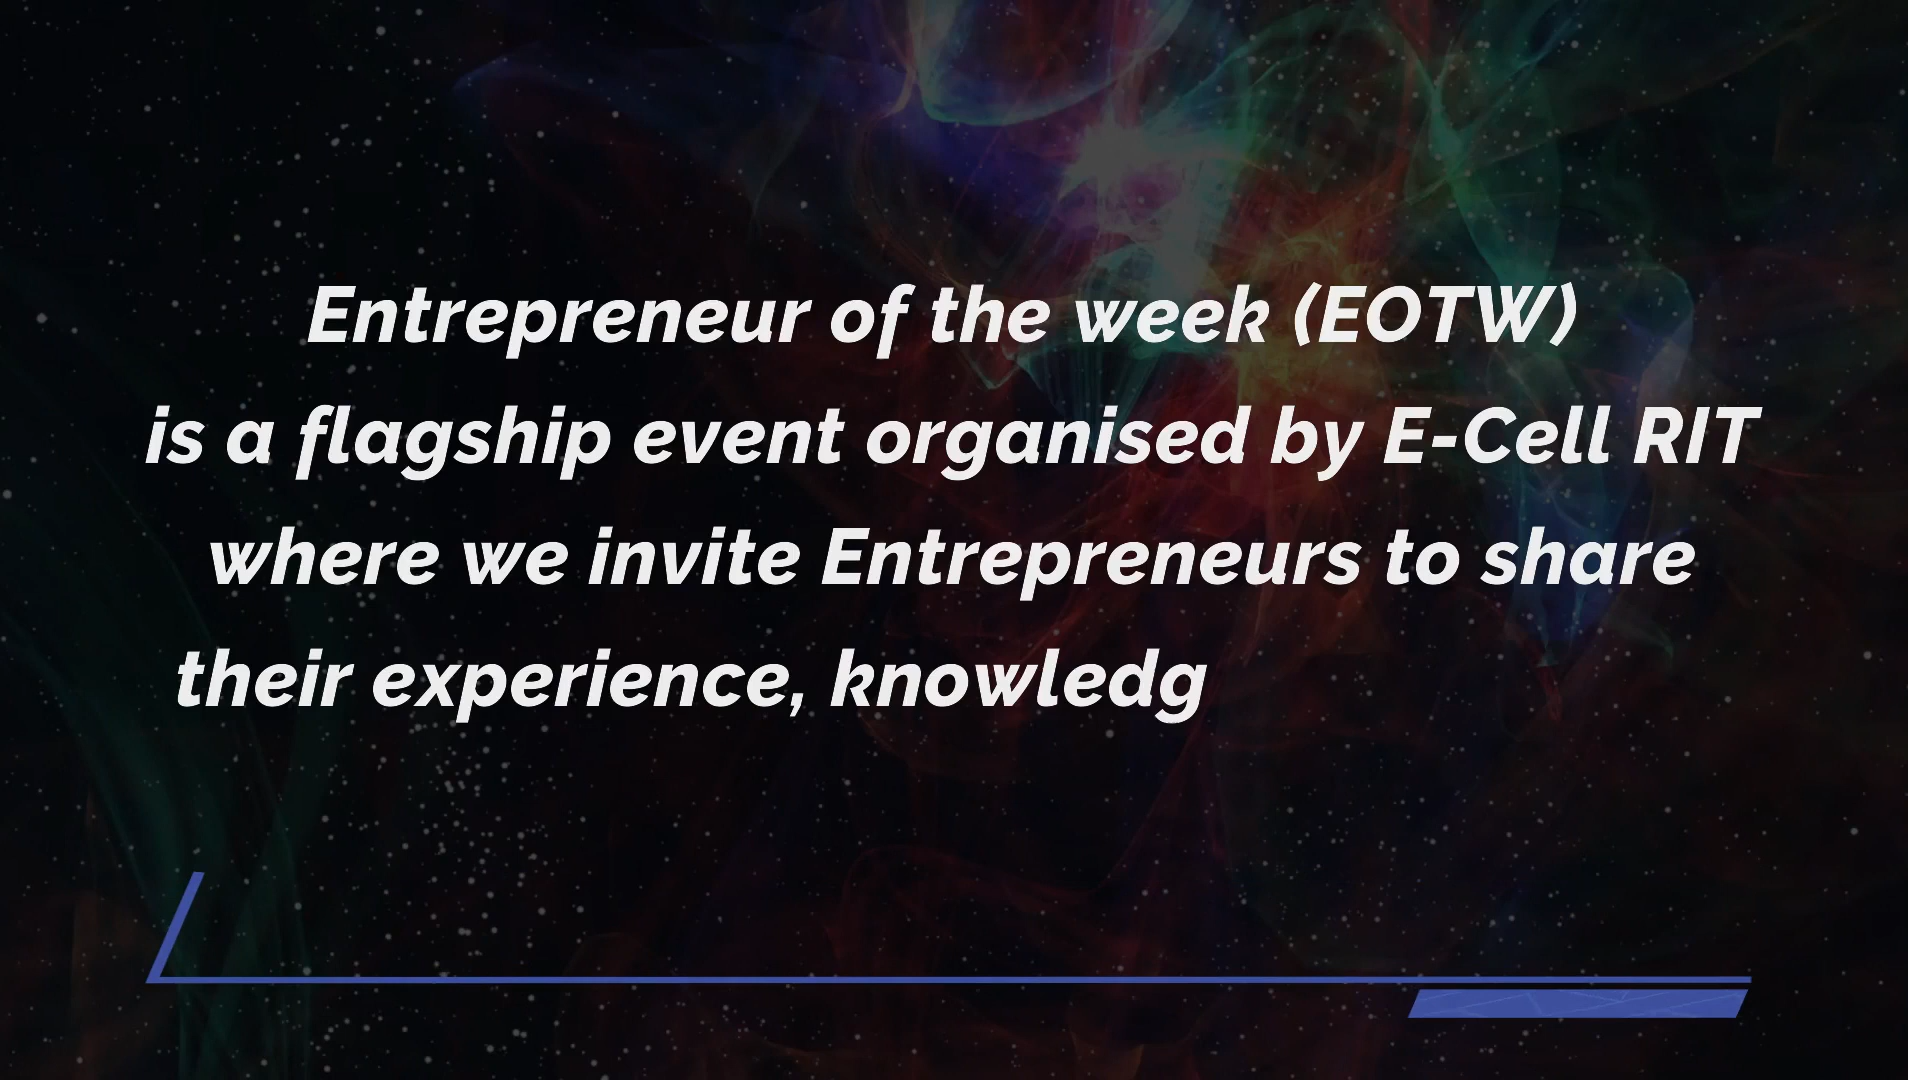 Entrepreneur of the week (EOTW)
is a flagship event organised by E-Cell RIT
where we invite Entrepreneurs to share
their experience, knowledg